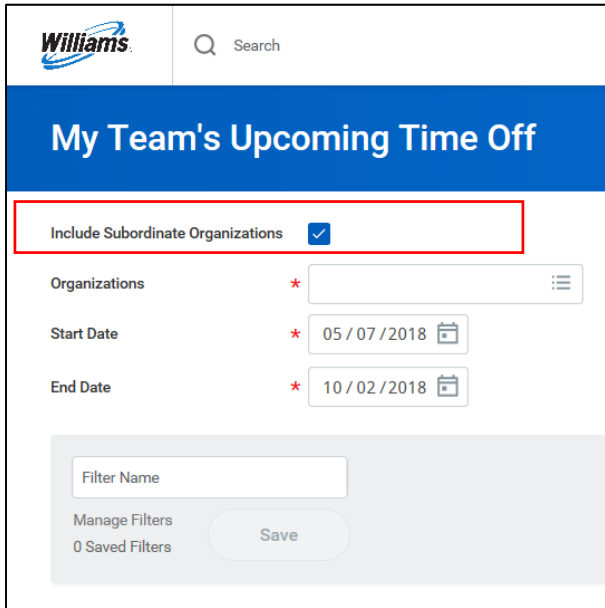 Williams.
Search
My Team's Upcoming Time Off
Include Subordinate Organizations
Organizations *
Start Date * 05/07/2018
End Date * 10/02/2018
Filter Name
Manage Filters
0 Saved Filters
Save